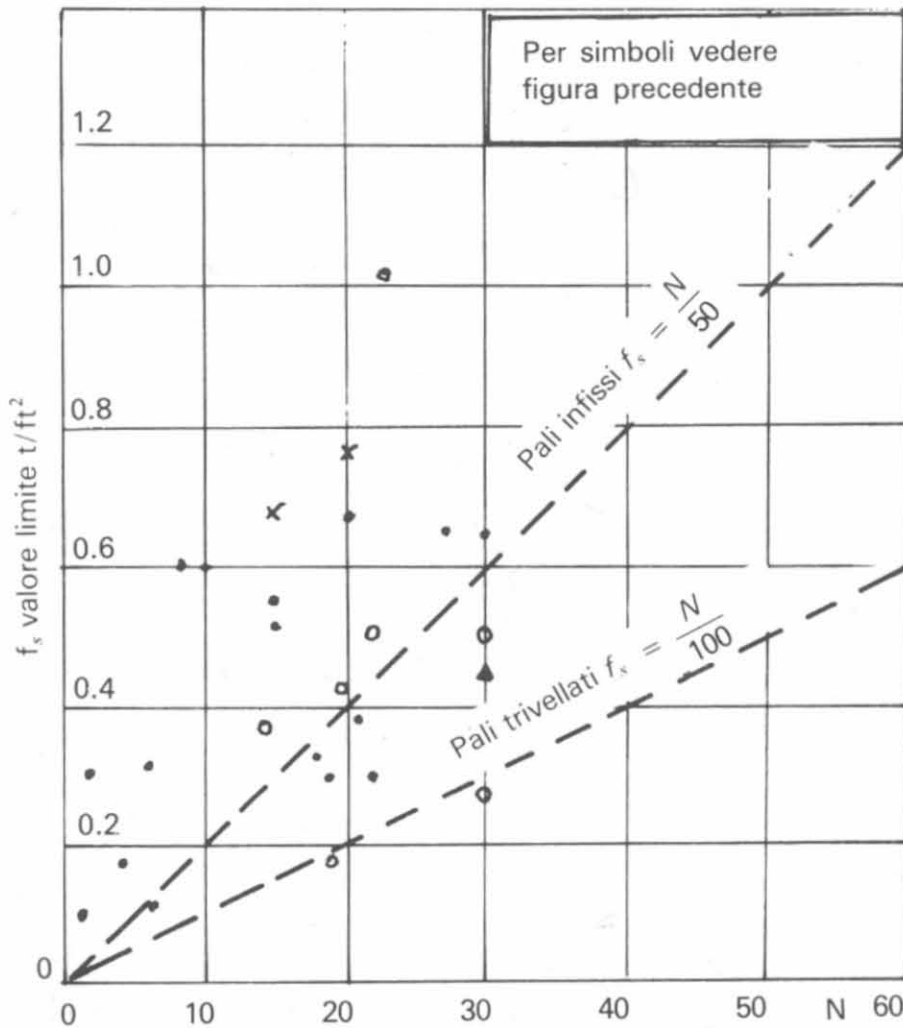 Per simboli vedere
figura precedente
1.2
1.0
0.8
0.6
0.4
0.2
0
f_s valore limite t/ft²
Pali infissi f_s = N/50
Pali trivellati f_s = N/100
0 10 20 30 40 50 N 60